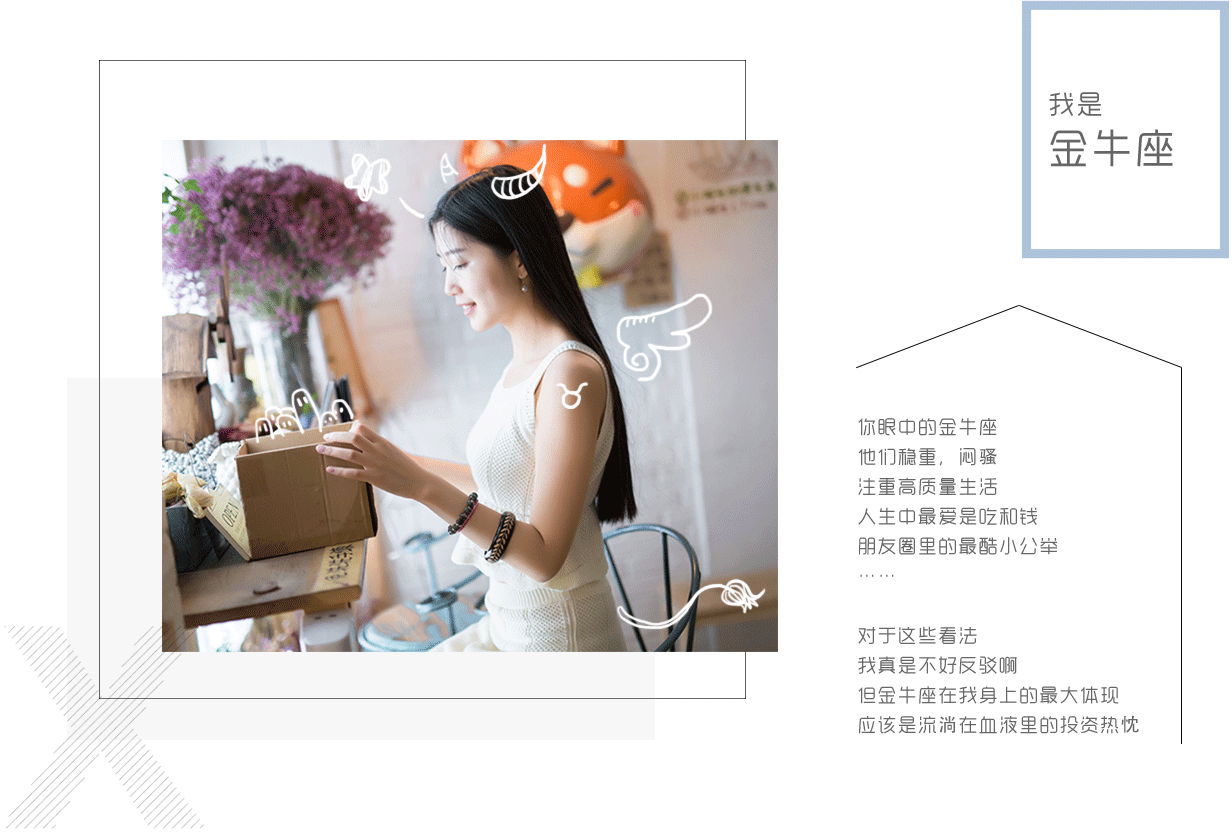 我是
金牛座
你眼中的金牛座
他们稳重，闷骚
注重高质量生活
人生中最爱是吃和钱
朋友圈里的最酷小公举
……
对于这些看法
我真是不好反驳啊
但金牛座在我身上的最大体现
应该是流淌在血液里的投资热忱
OPEN